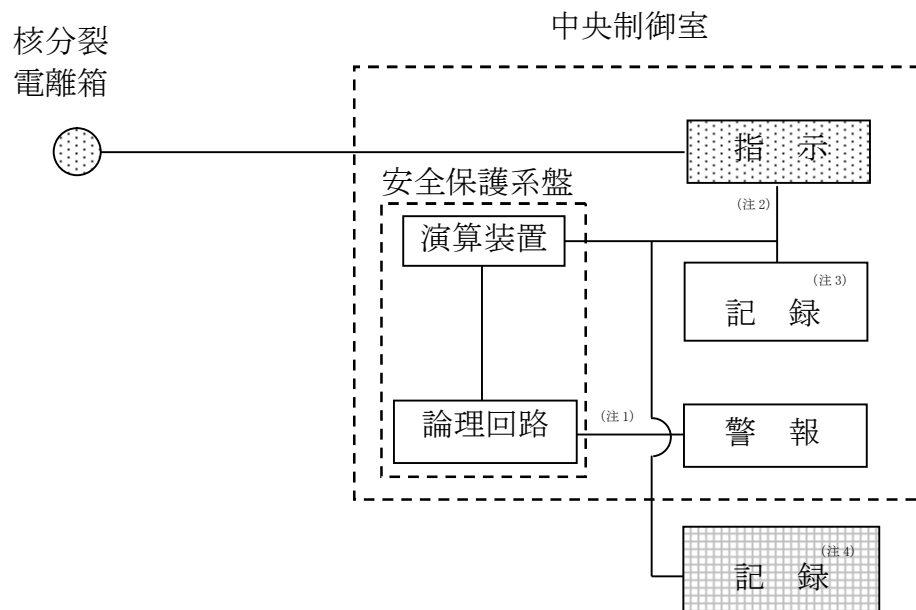 中央制御室
核分裂
電離箱
指 示
安全保護系盤
(注2)
演算装置
(注3)
記 録
論理回路
(注1)
警 報
(注4)
記 録